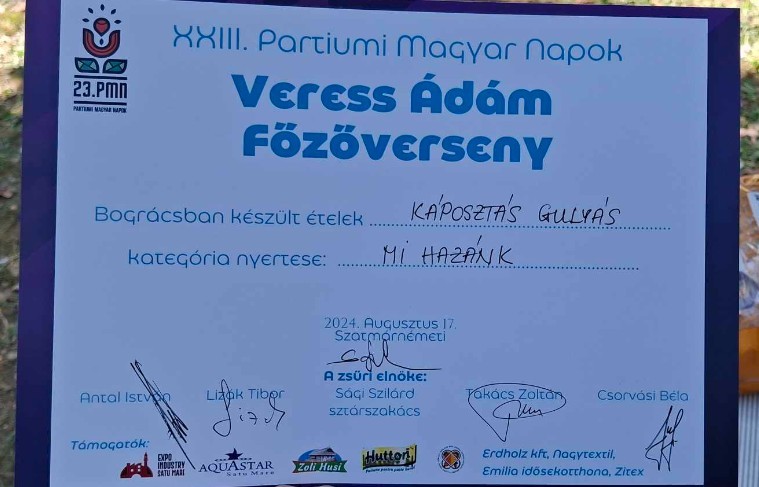 XXIII. Partiumi Magyar Napok
23.PMN
PARTIUMI MAGYAR NAPOK
Veress Ádám
Főzőverseny
Bográcsban készült ételek KÁPOSZTÁS GULYÁS
kategória nyertese: MI HAZÁNK
2024. Augusztus 17.
Szatmárnémeti
A zsűri elnöke:
Antal István Lizák Tibor Sági Szilárd Takács Zoltán Csorvási Béla
sztárszakács
Támogatók:
EXPO
INDUSTRY
SATU MARE
AQUASTAR
Satu Mare
Zoli Husi
Huttori
Erdholz kft, Nagytextil,
Emilia idősekotthona, Zitex